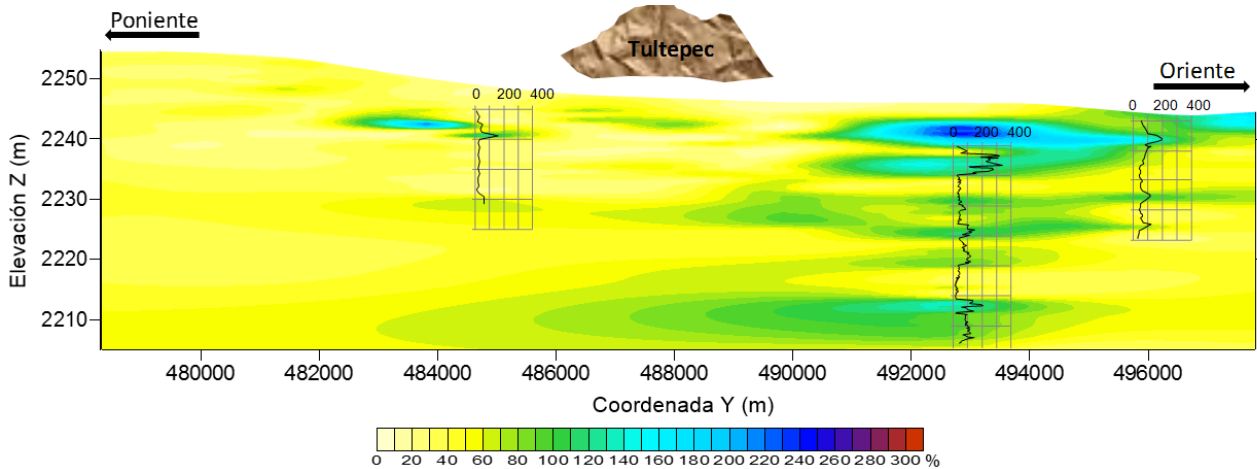 Poniente
Tultepec
Oriente
0 200 400
0 200 400
0 200 400
2250
2240
2230
2220
2210
Elevación Z (m)
480000 482000 484000 486000 488000 490000 492000 494000 496000
Coordenada Y (m)
0 20 40 60 80 100 120 140 160 180 200 220 240 260 280 300 %